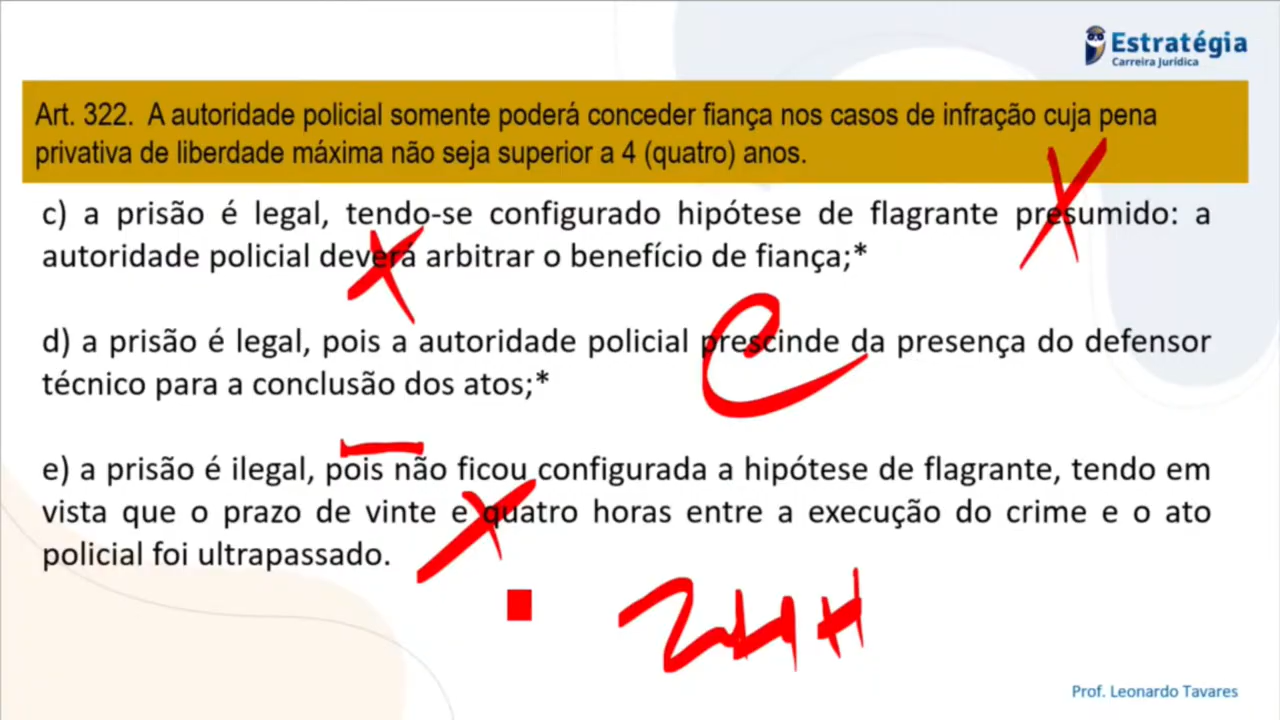 Estratégia
Carreira Jurídica
Art. 322. A autoridade policial somente poderá conceder fiança nos casos de infração cuja pena
privativa de liberdade máxima não seja superior a 4 (quatro) anos.
c) a prisão é legal, tendo-se configurado hipótese de flagrante presumido: a
autoridade policial deverá arbitrar o benefício de fiança;*
d) a prisão é legal, pois a autoridade policial prescinde da presença do defensor
técnico para a conclusão dos atos;*
e) a prisão é ilegal, pois não ficou configurada a hipótese de flagrante, tendo em
vista que o prazo de vinte e quatro horas entre a execução do crime e o ato
policial foi ultrapassado.
24H
Prof. Leonardo Tavares